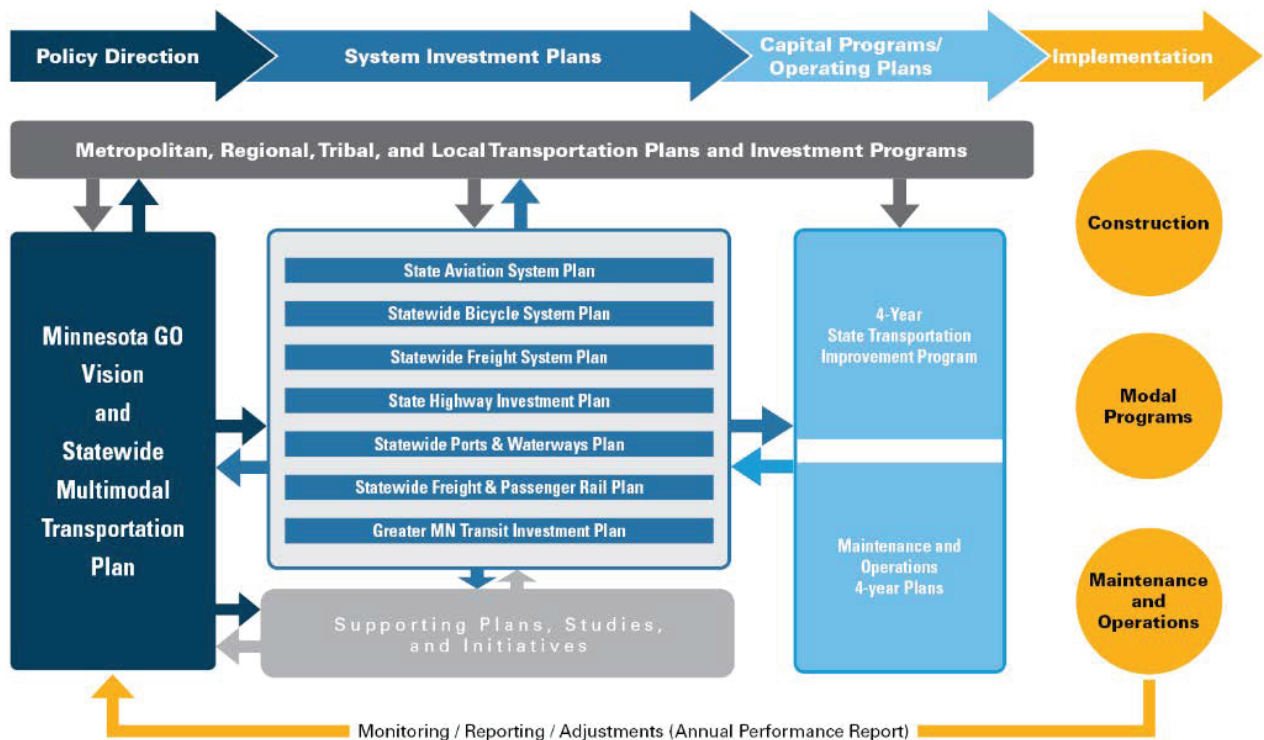 Policy Direction
System Investment Plans
Capital Programs/
Operating Plans
Implementation
Metropolitan, Regional, Tribal, and Local Transportation Plans and Investment Programs
Minnesota GO
Vision
and
Statewide
Multimodal
Transportation
Plan
State Aviation System Plan
Statewide Bicycle System Plan
Statewide Freight System Plan
State Highway Investment Plan
Statewide Ports & Waterways Plan
Statewide Freight & Passenger Rail Plan
Greater MN Transit Investment Plan
Supporting Plans, Studies,
and Initiatives
4-Year
State Transportation
Improvement Program
Maintenance and
Operations
4-year Plans
Construction
Modal
Programs
Maintenance
and
Operations
Monitoring / Reporting / Adjustments (Annual Performance Report)